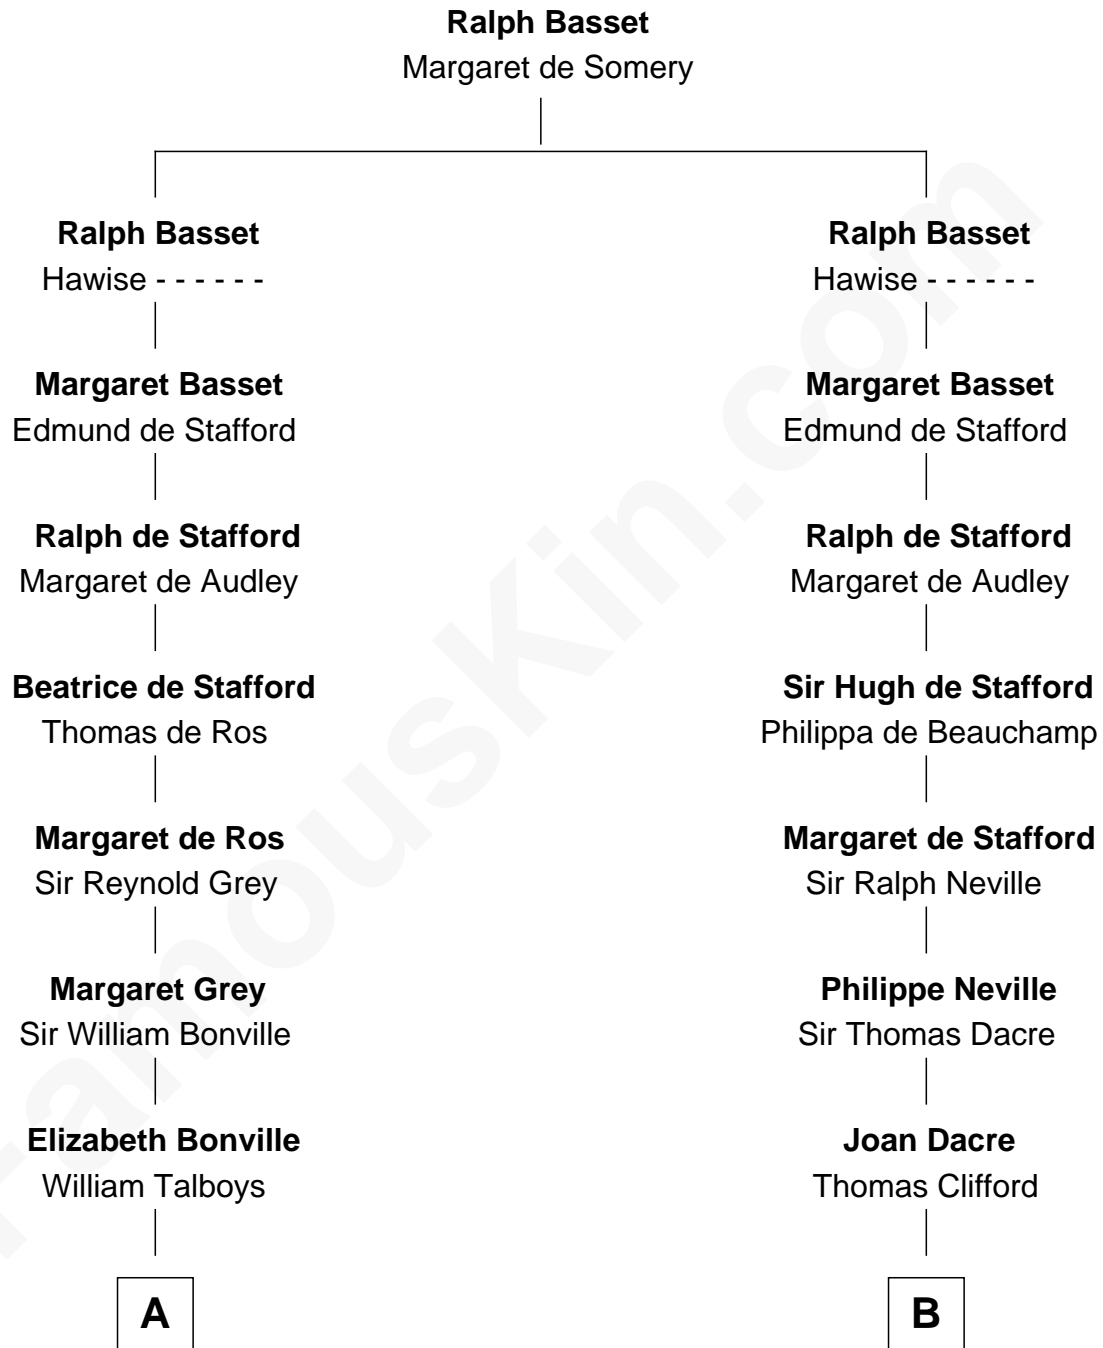 Ralph Basset
Margaret de Somery
Ralph Basset
Hawise - - - - - -
Ralph Basset
Hawise - - - - - -
Margaret Basset
Edmund de Stafford
Margaret Basset
Edmund de Stafford
Ralph de Stafford
Margaret de Audley
Ralph de Stafford
Margaret de Audley
Beatrice de Stafford
Thomas de Ros
Sir Hugh de Stafford
Philippa de Beauchamp
Margaret de Ros
Sir Reynold Grey
Margaret de Stafford
Sir Ralph Neville
Margaret Grey
Sir William Bonville
Philippe Neville
Sir Thomas Dacre
Elizabeth Bonville
William Talboys
Joan Dacre
Thomas Clifford
A
B
FamousKin.com